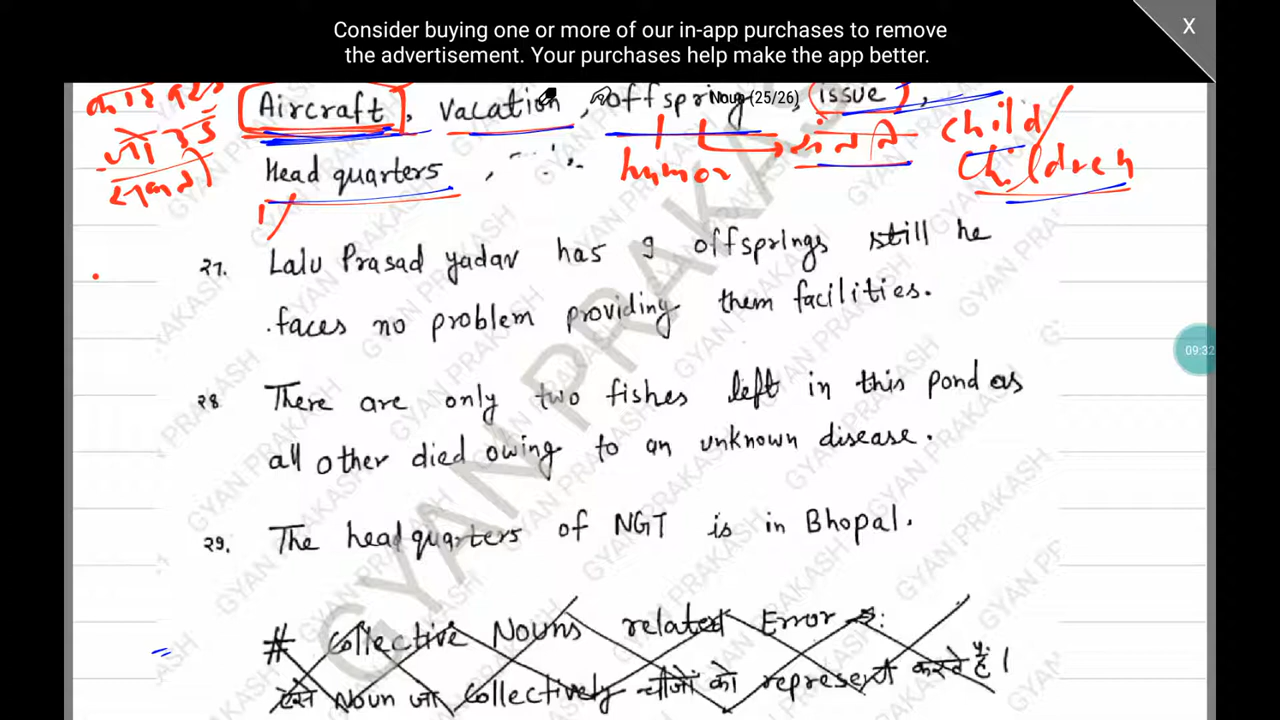 Consider buying one or more of our in-app purchases to remove
the advertisement. Your purchases help make the app better.
X
Noun (25/26)
Aircraft, vacation, offspring, issue,
child/
Head quarters,
humor
children
09:32
27. Lalu Prasad yadav has 9 offsprings still he
faces no problem providing them facilities.
28. There are only two fishes left in this pond as
all other died owing to an unknown disease.
29. The headquarters of NGT is in Bhopal.
# Collective Nouns related Errors:
ऐसे Noun जो Collectively चीजों को represent करते है।
GYAN PRAKASH